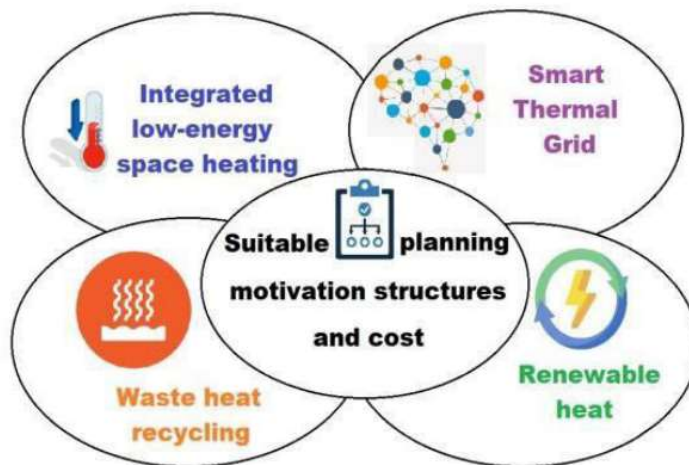 Integrated
low-energy
space heating
Smart
Thermal
Grid
Suitable planning
motivation structures
and cost
Waste heat
recycling
Renewable
heat